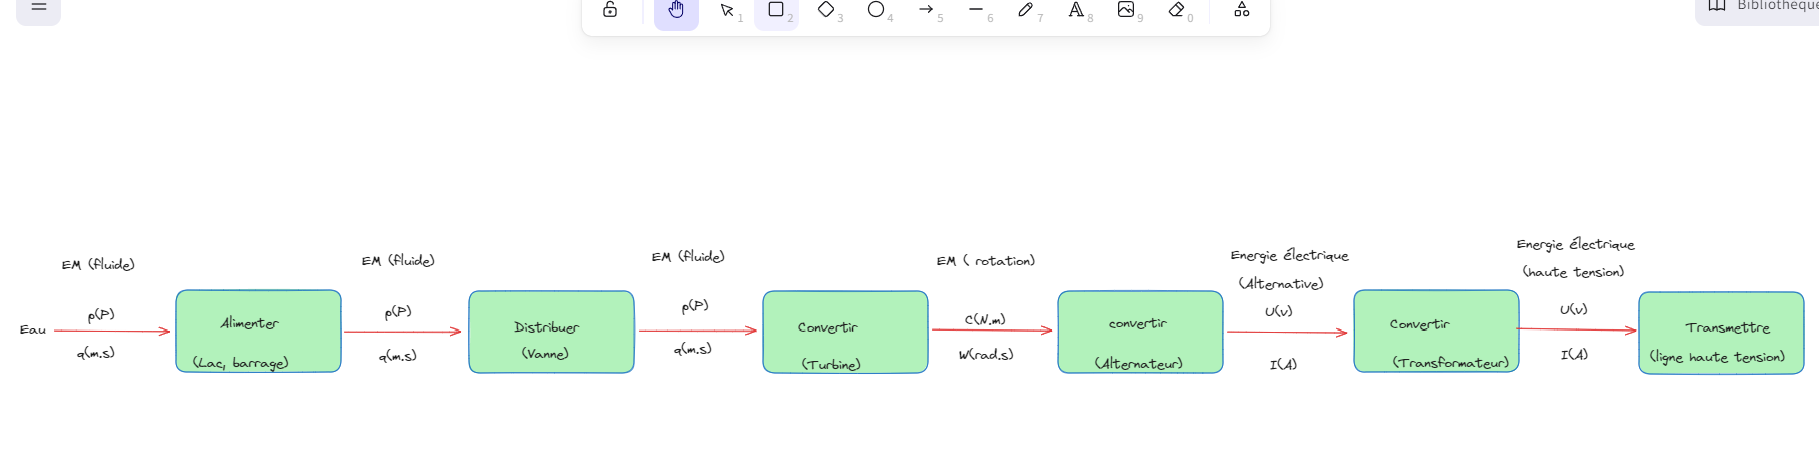 1
2
3
4
5
6
7
8
9
0
Bibliothèque
EM (fluide)
p(P)
Eau
q(m.s)
Alimenter
(Lac, barrage)
EM (fluide)
p(P)
q(m.s)
Distribuer
(Vanne)
EM (fluide)
p(P)
q(m.s)
Convertir
(Turbine)
EM ( rotation)
C(N.m)
W(rad.s)
convertir
(Alternateur)
Energie électrique
(Alternative)
U(v)
I(A)
Convertir
(Transformateur)
Energie électrique
(haute tension)
U(v)
I(A)
Transmettre
(ligne haute tension)